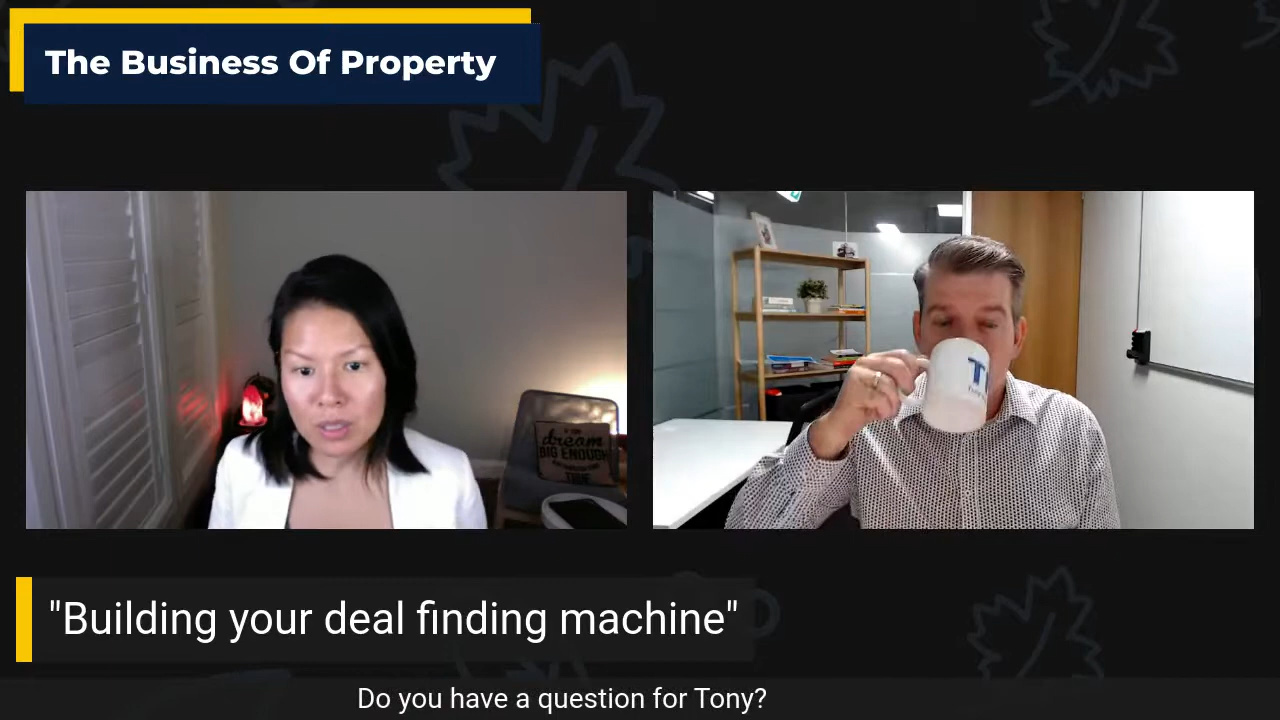 The Business Of Property
dream
BIG ENOUGH
"Building your deal finding machine"
Do you have a question for Tony?